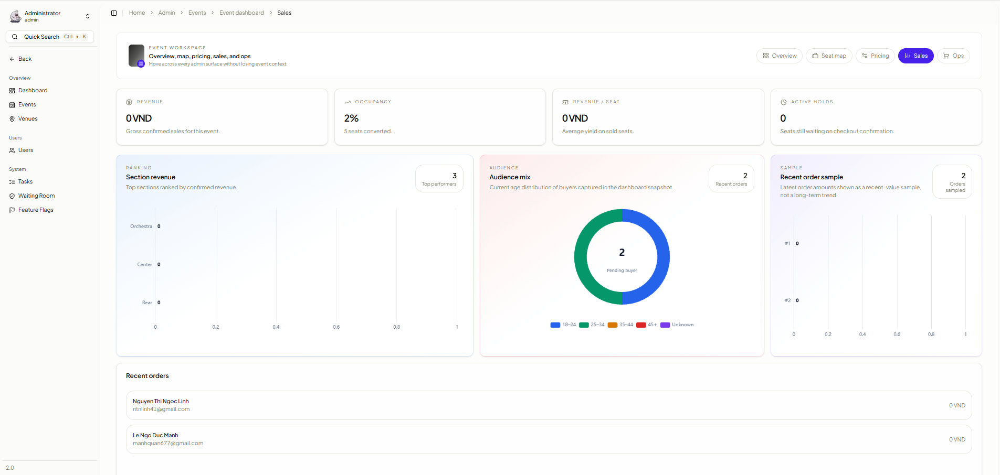 Administrator
admin
Quick Search Ctrl + K
Back
Overview
Dashboard
Events
Venues
Users
Users
System
Tasks
Waiting Room
Feature Flags
2.0
Home > Admin > Events > Event dashboard > Sales
EVENT WORKSPACE
Overview, map, pricing, sales, and ops
Move across every admin surface without losing event context.
Overview Seat map Pricing Sales Ops
REVENUE
0 VND
Gross confirmed sales for this event.
OCCUPANCY
2%
5 seats converted.
REVENUE / SEAT
0 VND
Average yield on sold seats.
ACTIVE HOLDS
0
Seats still waiting on checkout confirmation.
RANKING
Section revenue
Top sections ranked by confirmed revenue.
3
Top performers
Orchestra 0
Center 0
Rear 0
0 0.2 0.4 0.6 0.8 1
AUDIENCE
Audience mix
Current age distribution of buyers captured in the dashboard snapshot.
2
Recent orders
2
Pending buyer
18–24 25–34 35–44 45+ Unknown
SAMPLE
Recent order sample
Latest order amounts shown as a recent-value sample,
not a long-term trend.
2
Orders
sampled
#1 0
#2 0
0 0.2 0.4 0.6 0.8 1
Recent orders
Nguyen Thi Ngoc Linh
ntnlinh41@gmail.com
0 VND
Le Ngo Duc Manh
manhquan677@gmail.com
0 VND